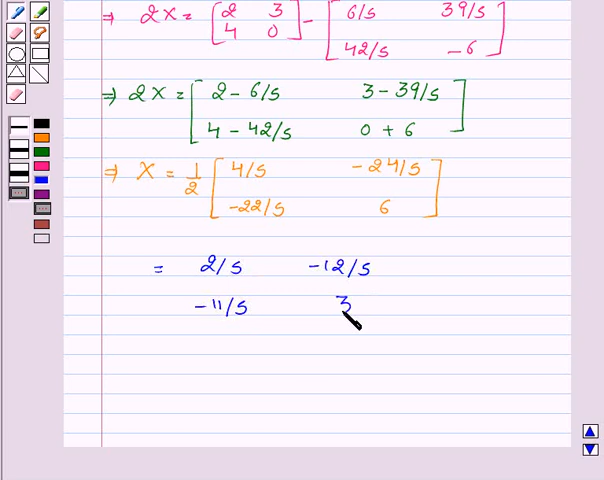 ⇒ 2X = [ 2 3 ] - [ 6/5 39/5 ]
[ 4 0 ] [ 42/5 -6 ]
⇒ 2X = [ 2 - 6/5 3 - 39/5 ]
[ 4 - 42/5 0 + 6 ]
⇒ X = 1/2 [ 4/5 -24/5 ]
[ -22/5 6 ]
= 2/5 -12/5
-11/5 3